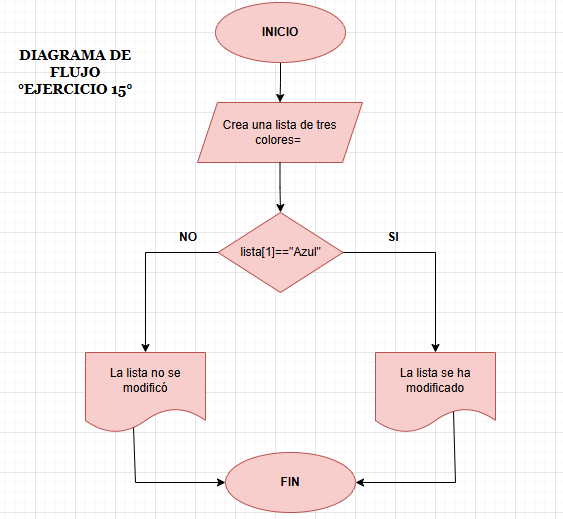 INICIO
DIAGRAMA DE
FLUJO
°EJERCICIO 15°
Crea una lista de tres
colores=
NO
SI
lista[1]=="Azul"
La lista no se
modificó
La lista se ha
modificado
FIN